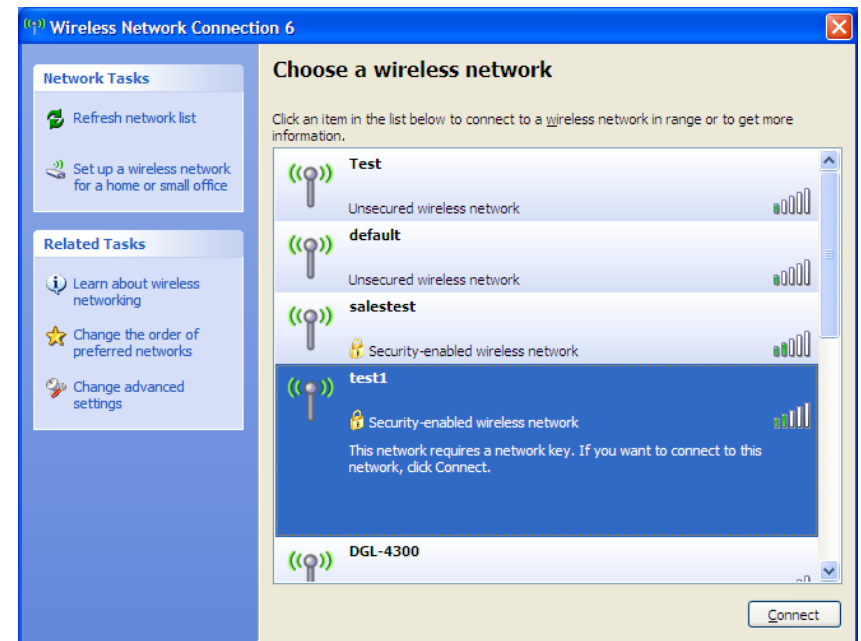 Wireless Network Connection 6
Network Tasks
Refresh network list
Set up a wireless network
for a home or small office
Related Tasks
Learn about wireless
networking
Change the order of
preferred networks
Change advanced
settings
Choose a wireless network
Click an item in the list below to connect to a wireless network in range or to get more
information.
Test
Unsecured wireless network
default
Unsecured wireless network
salestest
Security-enabled wireless network
test1
Security-enabled wireless network
This network requires a network key. If you want to connect to this
network, click Connect.
DGL-4300
Connect